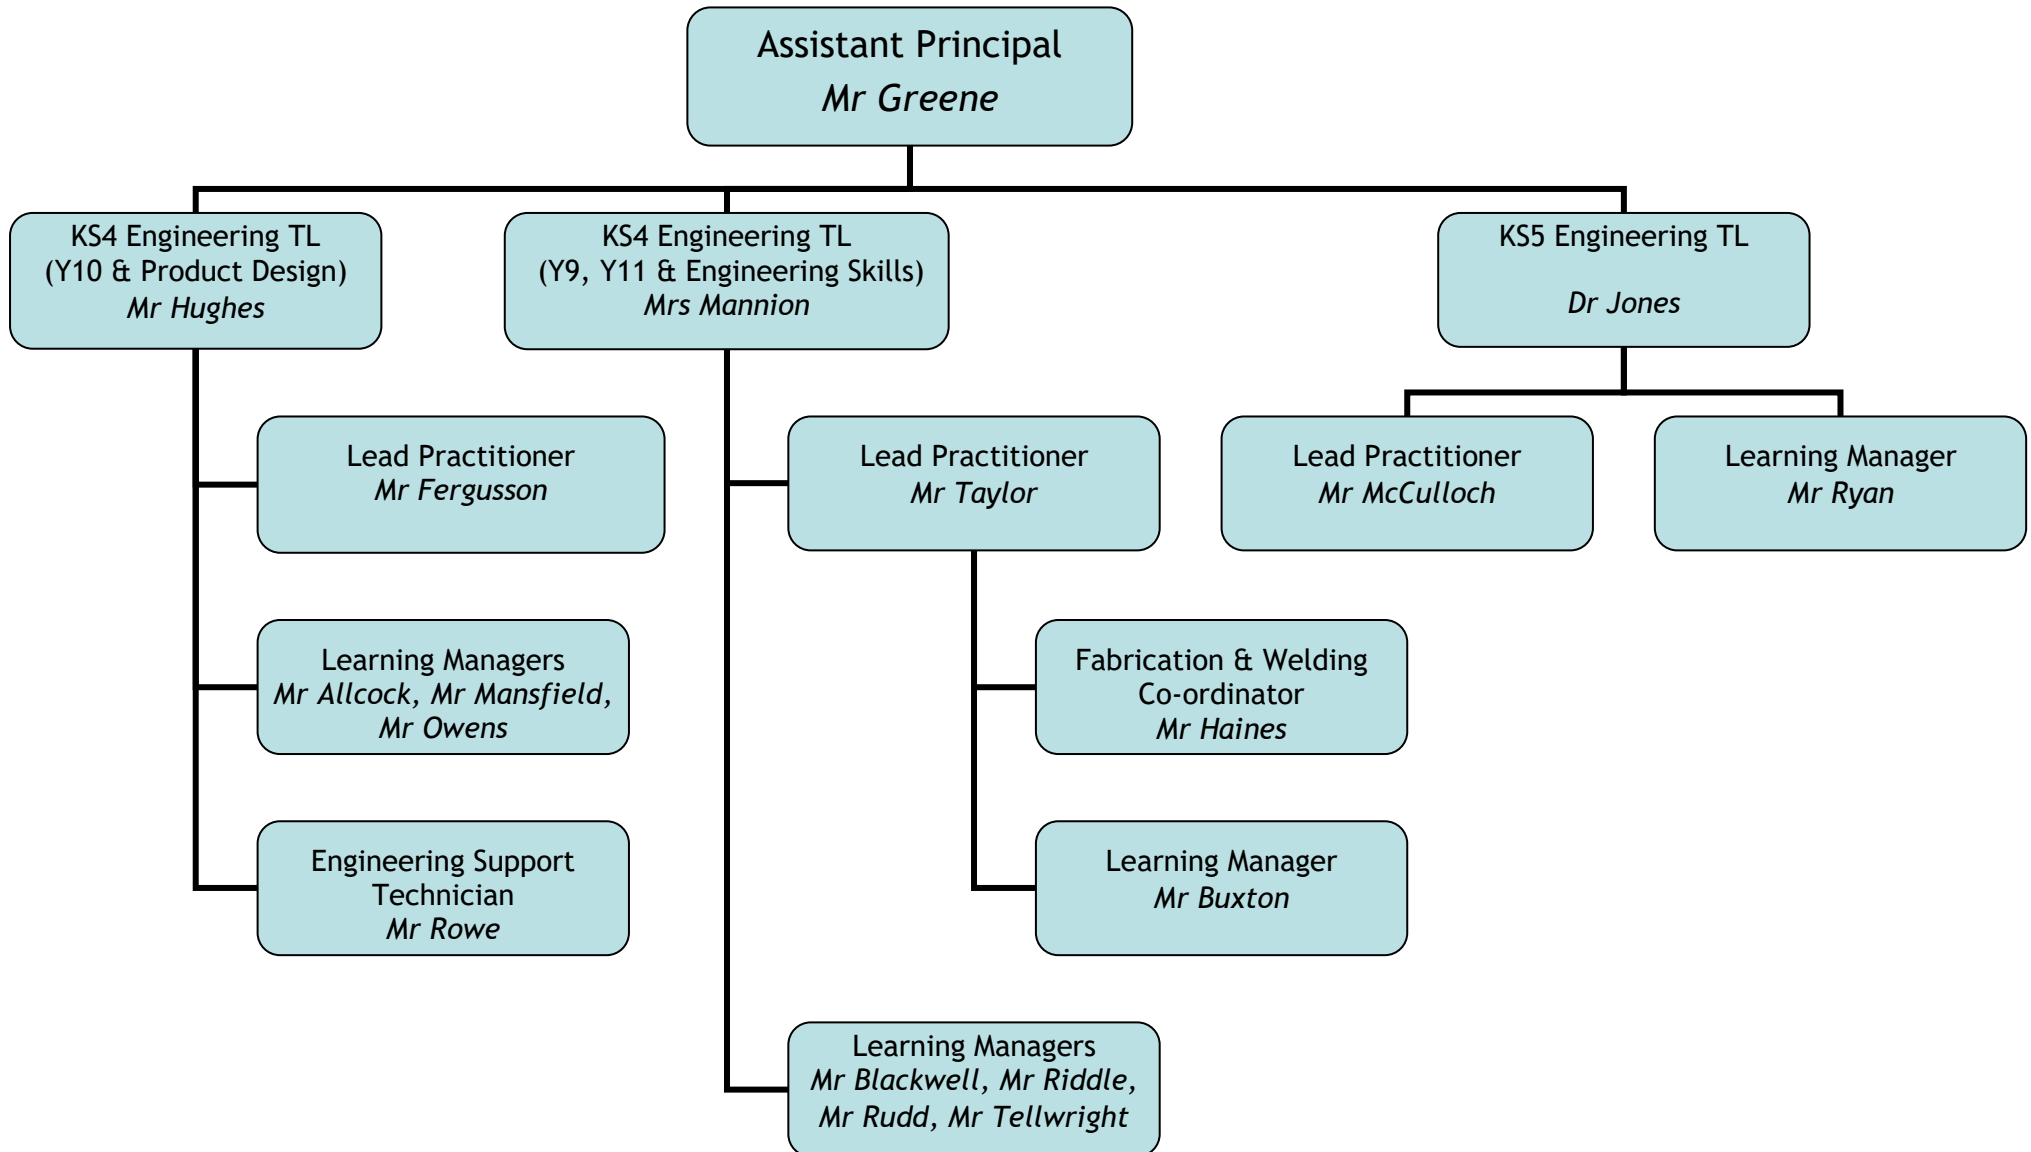 Assistant Principal
Mr Greene
KS4 Engineering TL
(Y10 & Product Design)
Mr Hughes
KS4 Engineering TL
(Y9, Y11 & Engineering Skills)
Mrs Mannion
KS5 Engineering TL
Dr Jones
Lead Practitioner
Mr Fergusson
Lead Practitioner
Mr Taylor
Lead Practitioner
Mr McCulloch
Learning Manager
Mr Ryan
Learning Managers
Mr Allcock, Mr Mansfield,
Mr Owens
Fabrication & Welding
Co-ordinator
Mr Haines
Engineering Support
Technician
Mr Rowe
Learning Manager
Mr Buxton
Learning Managers
Mr Blackwell, Mr Riddle,
Mr Rudd, Mr Tellwright